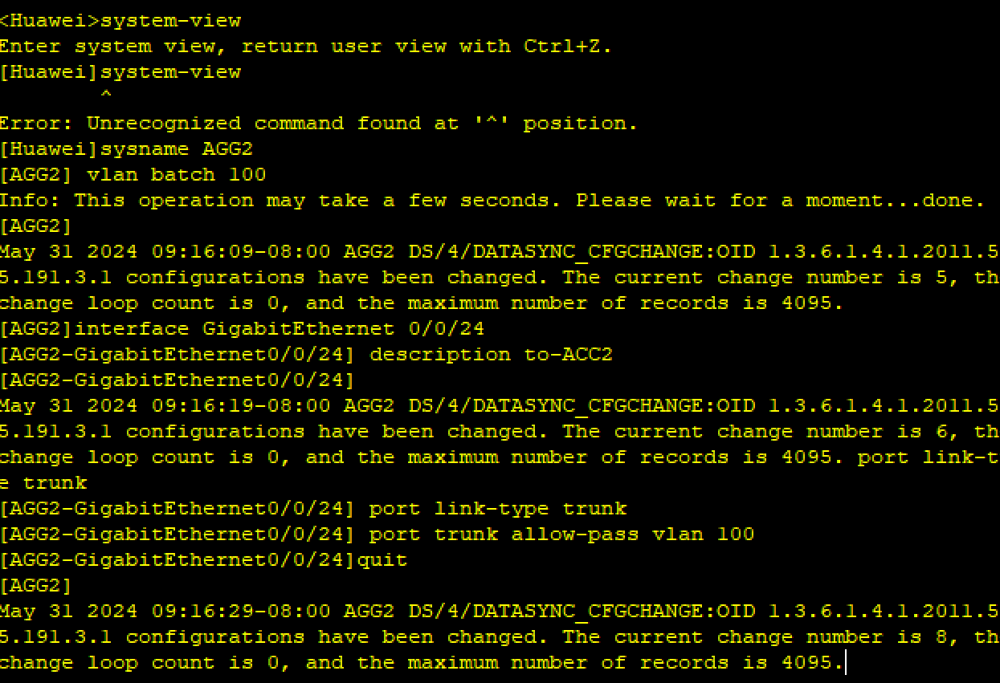 <Huawei>system-view
Enter system view, return user view with Ctrl+Z.
[Huawei]system-view
^
Error: Unrecognized command found at '^' position.
[Huawei]sysname AGG2
[AGG2] vlan batch 100
Info: This operation may take a few seconds. Please wait for a moment...done.
[AGG2]
May 31 2024 09:16:09-08:00 AGG2 DS/4/DATASYNC_CFGCHANGE:OID 1.3.6.1.4.1.2011.5
5.191.3.1 configurations have been changed. The current change number is 5, th
change loop count is 0, and the maximum number of records is 4095.
[AGG2]interface GigabitEthernet 0/0/24
[AGG2-GigabitEthernet0/0/24] description to-ACC2
[AGG2-GigabitEthernet0/0/24]
May 31 2024 09:16:19-08:00 AGG2 DS/4/DATASYNC_CFGCHANGE:OID 1.3.6.1.4.1.2011.5
5.191.3.1 configurations have been changed. The current change number is 6, th
change loop count is 0, and the maximum number of records is 4095. port link-t
e trunk
[AGG2-GigabitEthernet0/0/24] port link-type trunk
[AGG2-GigabitEthernet0/0/24] port trunk allow-pass vlan 100
[AGG2-GigabitEthernet0/0/24]quit
[AGG2]
May 31 2024 09:16:29-08:00 AGG2 DS/4/DATASYNC_CFGCHANGE:OID 1.3.6.1.4.1.2011.5
5.191.3.1 configurations have been changed. The current change number is 8, th
change loop count is 0, and the maximum number of records is 4095.